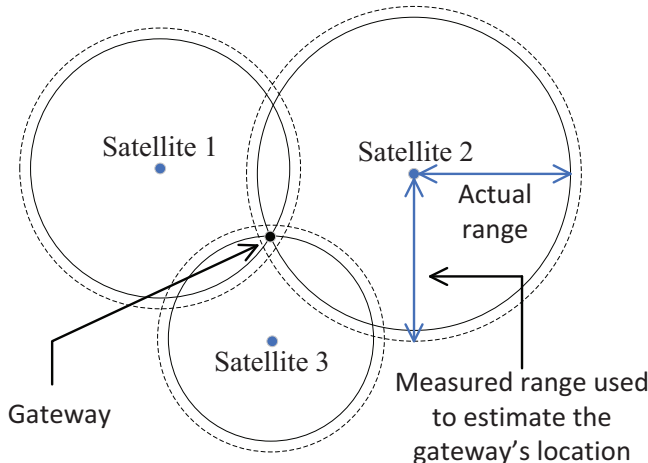 Satellite 1
Satellite 2
Actual
range
Satellite 3
Gateway
Measured range used
to estimate the
gateway's location